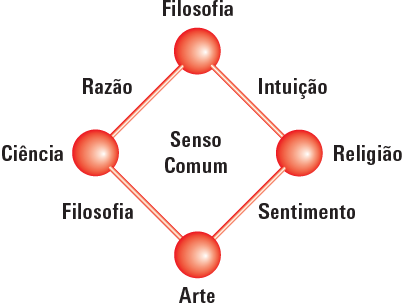 Filosofia
Razão
Intuição
Ciência
Senso
Comum
Religião
Filosofia
Sentimento
Arte